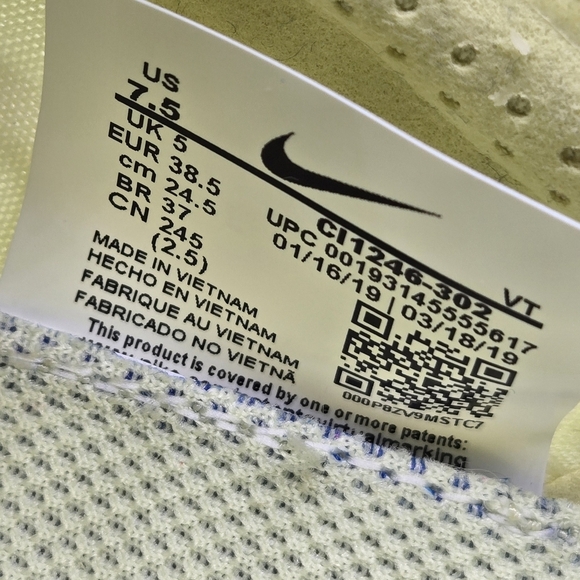 US
7.5
UK 5
EUR 38.5
cm 24.5
BR 37
CN 245
(2.5)
MADE IN VIETNAM
HECHO EN VIETNAM
FABRIQUE AU VIETNAM
FABRICADO NO VIETNÃ
This product is covered by one or more patents:
CI1246-302 VT
UPC 00193145555617
01/16/19 | 03/18/19
000P8ZV9MSTC7